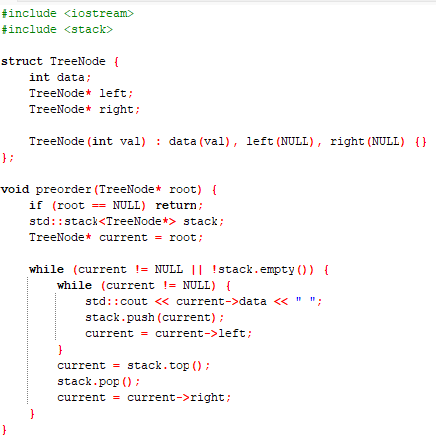 #include <iostream>
#include <stack>

struct TreeNode {
    int data;
    TreeNode* left;
    TreeNode* right;

    TreeNode(int val) : data(val), left(NULL), right(NULL) {}
};

void preorder(TreeNode* root) {
    if (root == NULL) return;
    std::stack<TreeNode*> stack;
    TreeNode* current = root;

    while (current != NULL || !stack.empty()) {
        while (current != NULL) {
            std::cout << current->data << " ";
            stack.push(current);
            current = current->left;
        }
        current = stack.top();
        stack.pop();
        current = current->right;
    }
}